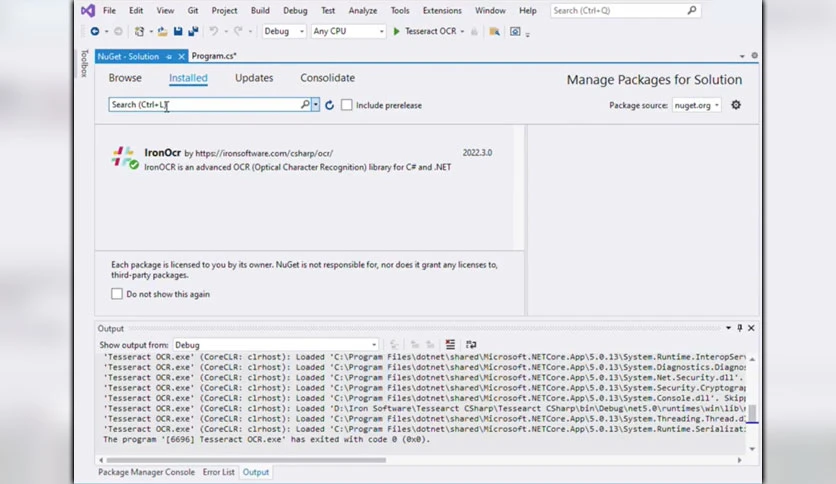 File Edit View Git Project Build Debug Test Analyze Tools Extensions Window Help Search (Ctrl+Q)
Debug Any CPU Tesseract OCR
Toolbox
NuGet - Solution Program.cs*
Browse Installed Updates Consolidate Manage Packages for Solution
Search (Ctrl+L) Include prerelease Package source: nuget.org
IronOcr by https://ironsoftware.com/csharp/ocr/ 2022.3.0
IronOCR is an advanced OCR (Optical Character Recognition) library for C# and .NET
Each package is licensed to you by its owner. NuGet is not responsible, nor does it grant any licenses to,
third-party packages.
Do not show this again
Output
Show output from: Debug
'Tesseract OCR.exe' (CoreCLR: clrhost): Loaded 'C:\Program Files\dotnet\shared\Microsoft.NETCore.App\5.0.13\System.Runtime.InteropSer
'Tesseract OCR.exe' (CoreCLR: clrhost): Loaded 'C:\Program Files\dotnet\shared\Microsoft.NETCore.App\5.0.13\System.Diagnostics.Diagno
'Tesseract OCR.exe' (CoreCLR: clrhost): Loaded 'C:\Program Files\dotnet\shared\Microsoft.NETCore.App\5.0.13\System.Net.Security.dll'.
'Tesseract OCR.exe' (CoreCLR: clrhost): Loaded 'C:\Program Files\dotnet\shared\Microsoft.NETCore.App\5.0.13\System.Security.Cryptogra
'Tesseract OCR.exe' (CoreCLR: clrhost): Loaded 'C:\Program Files\dotnet\shared\Microsoft.NETCore.App\5.0.13\System.Console.dll'. Skip
'Tesseract OCR.exe' (CoreCLR: clrhost): Loaded 'D:\Iron Software\Tessearct CSharp\Tessearct CSharp\bin\Debug\net5.0\runtimes\win\lib\
'Tesseract OCR.exe' (CoreCLR: clrhost): Loaded 'C:\Program Files\dotnet\shared\Microsoft.NETCore.App\5.0.13\System.Threading.Thread.d
'Tesseract OCR.exe' (CoreCLR: clrhost): Loaded 'C:\Program Files\dotnet\shared\Microsoft.NETCore.App\5.0.13\System.Runtime.Serializat
The program '[6696] Tesseract OCR.exe' has exited with code 0 (0x0).
Package Manager Console Error List Output